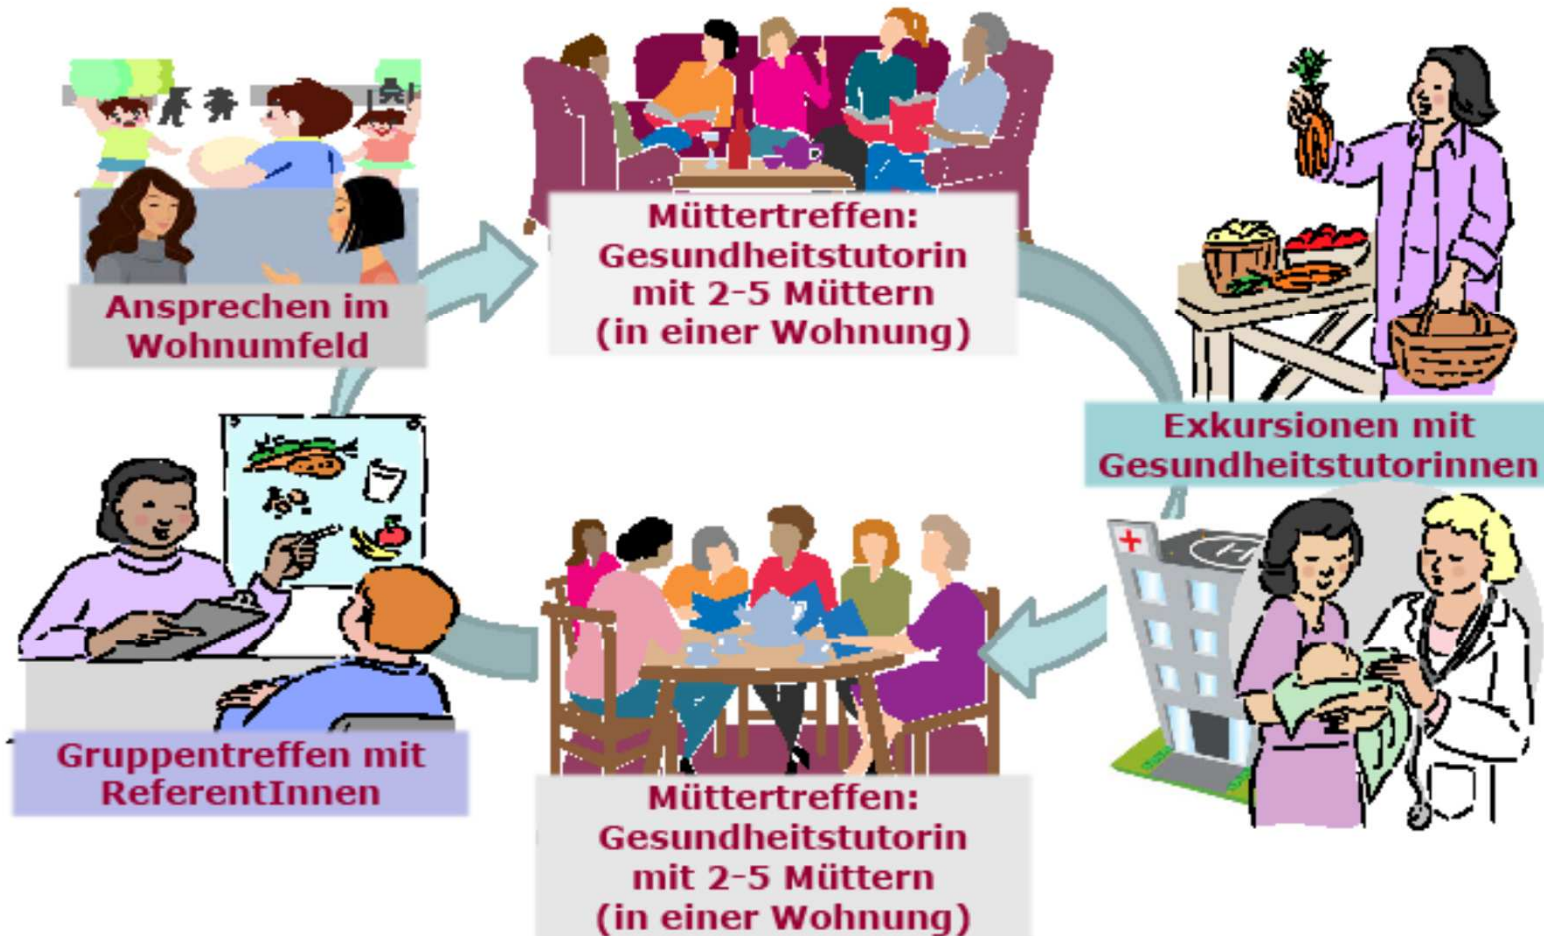 Ansprechen im
Wohnumfeld
Müttertreffen:
Gesundheitstutorin
mit 2-5 Müttern
(in einer Wohnung)
Exkursionen mit
Gesundheitstutorinnen
H
Müttertreffen:
Gesundheitstutorin
mit 2-5 Müttern
(in einer Wohnung)
Gruppentreffen mit
ReferentInnen